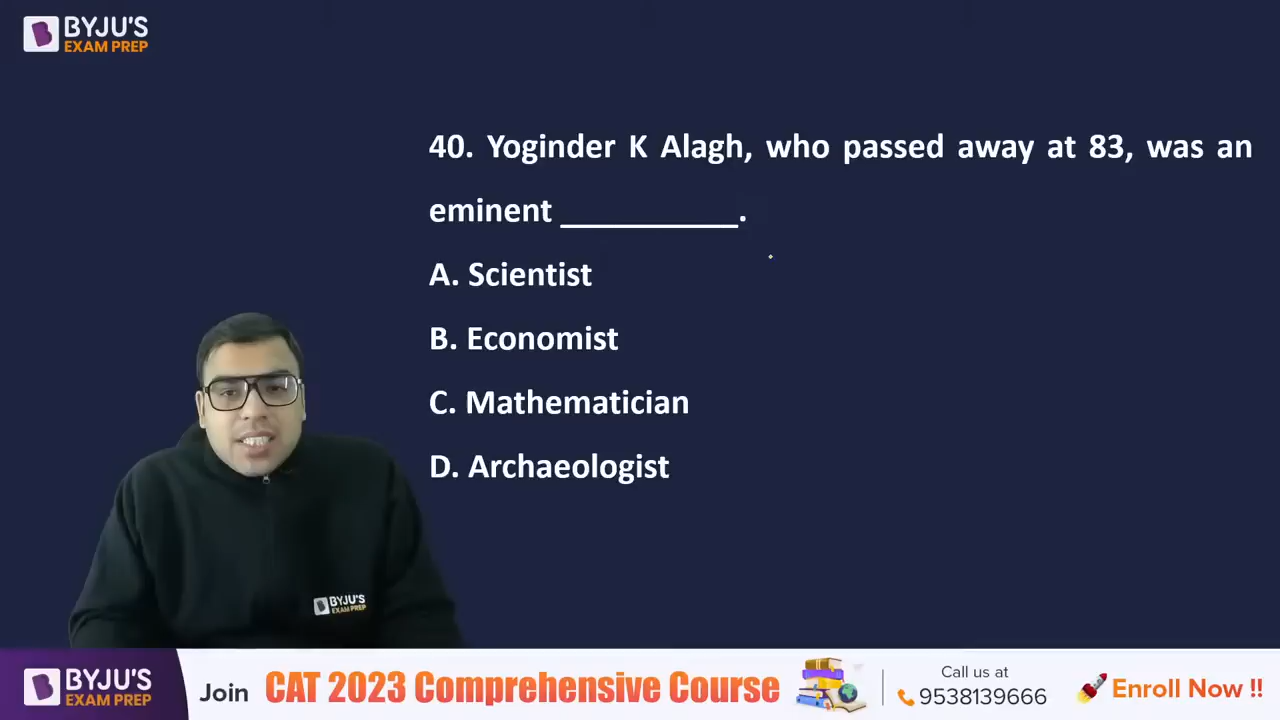 BYJU'S
EXAM PREP
40. Yoginder K Alagh, who passed away at 83, was an
eminent __________.
A. Scientist
B. Economist
C. Mathematician
D. Archaeologist
BYJU'S
EXAM PREP
BYJU'S
EXAM PREP
Join CAT 2023 Comprehensive Course
Call us at
9538139666
Enroll Now !!